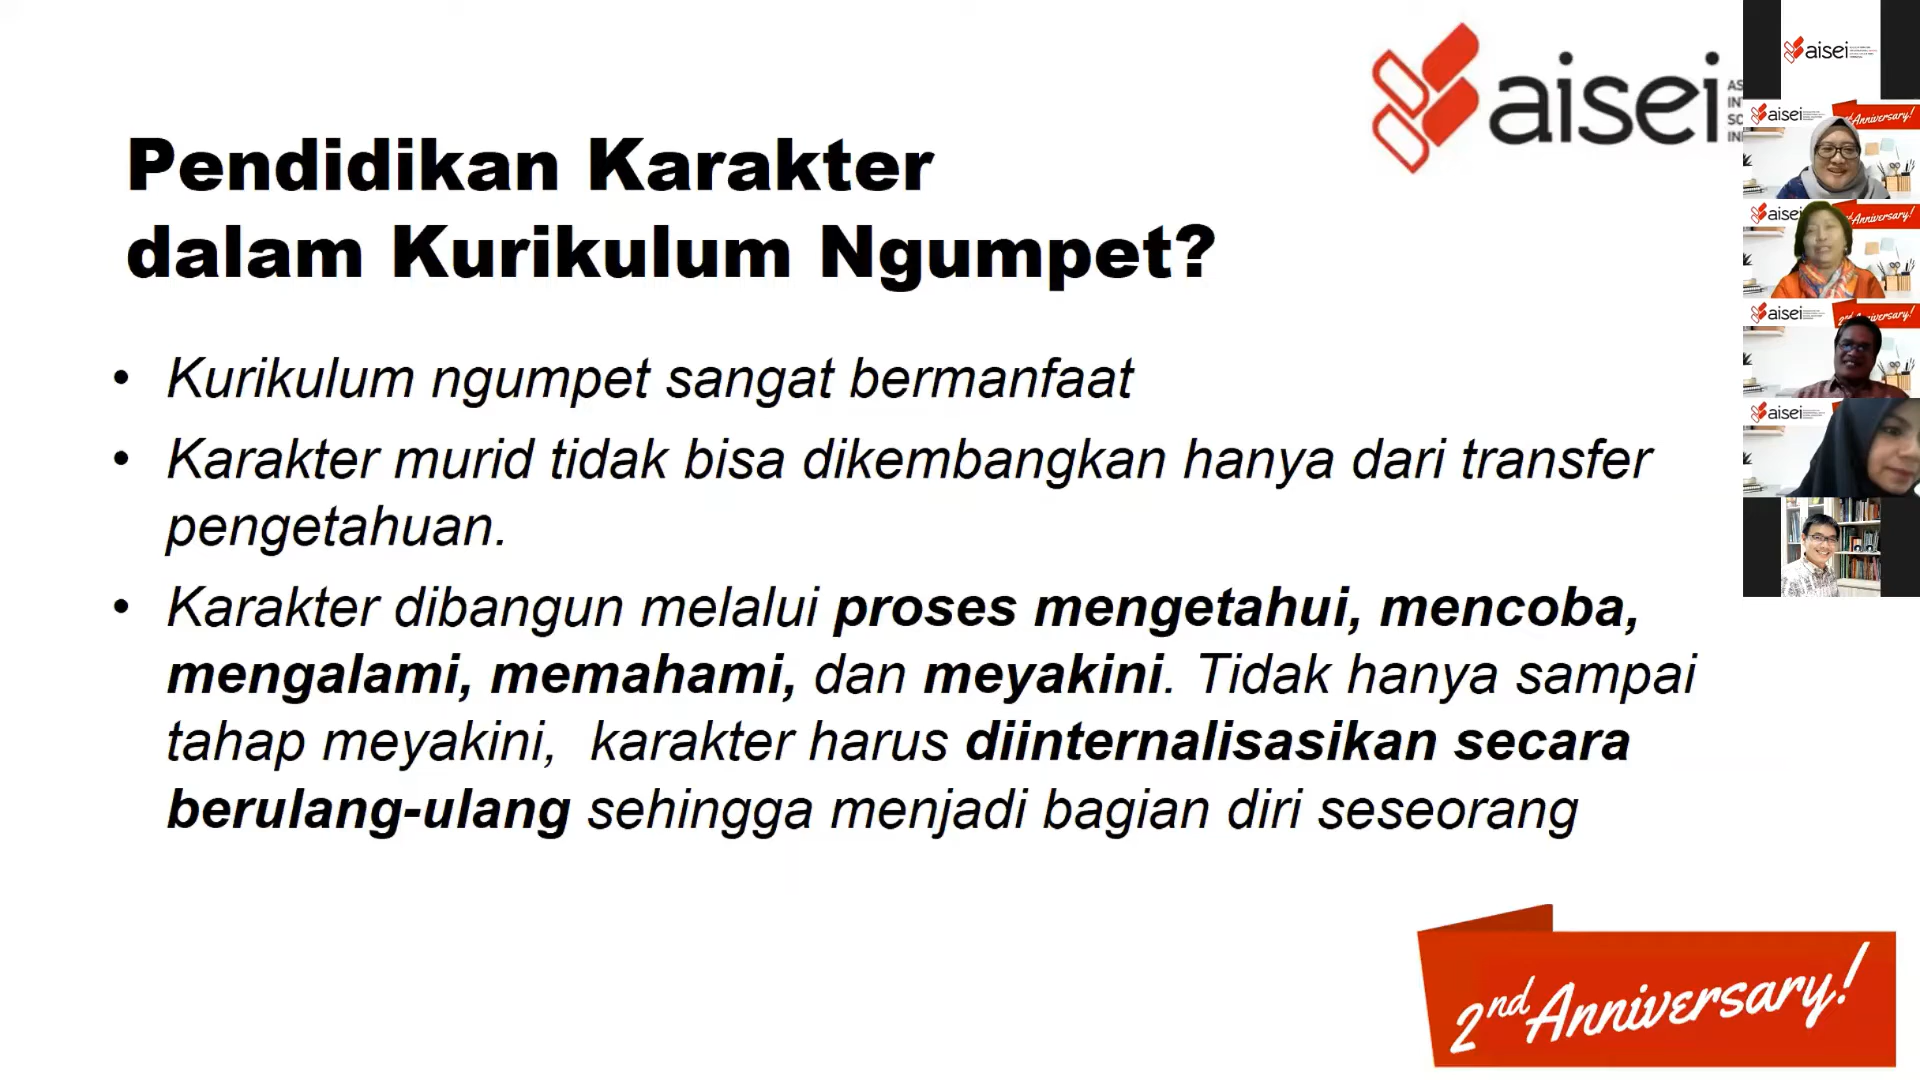 aisei
Pendidikan Karakter
dalam Kurikulum Ngumpet?
• Kurikulum ngumpet sangat bermanfaat
• Karakter murid tidak bisa dikembangkan hanya dari transfer
pengetahuan.
• Karakter dibangun melalui proses mengetahui, mencoba,
mengalami, memahami, dan meyakini. Tidak hanya sampai
tahap meyakini, karakter harus diinternalisasikan secara
berulang-ulang sehingga menjadi bagian diri seseorang
2nd Anniversary!
aisei
aisei
Anniversary!
aisei
Anniversary!
aisei
2nd Anniversary!
aisei